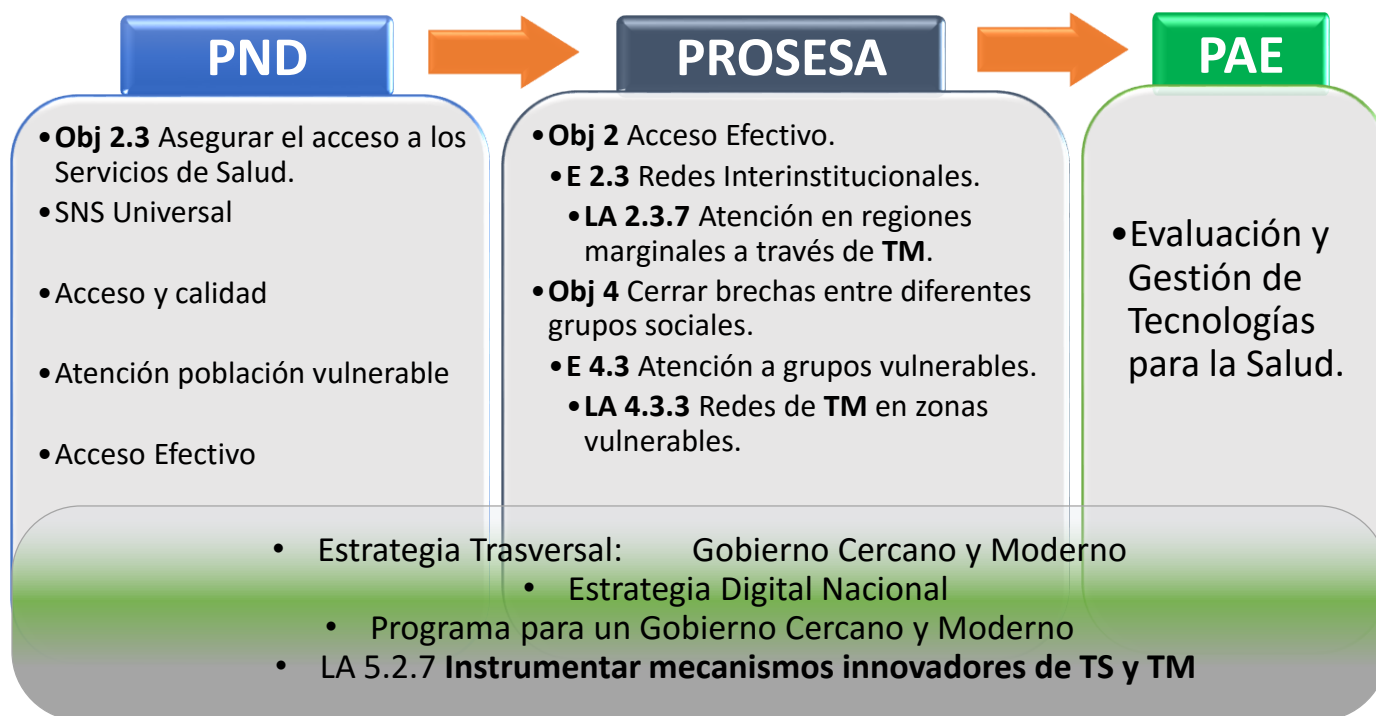 PND
• Obj 2.3 Asegurar el acceso a los
Servicios de Salud.
• SNS Universal
• Acceso y calidad
• Atención población vulnerable
• Acceso Efectivo
PROSESA
• Obj 2 Acceso Efectivo.
• E 2.3 Redes Interinstitucionales.
• LA 2.3.7 Atención en regiones
marginales a través de TM.
• Obj 4 Cerrar brechas entre diferentes
grupos sociales.
• E 4.3 Atención a grupos vulnerables.
• LA 4.3.3 Redes de TM en zonas
vulnerables.
PAE
• Evaluación y
Gestión de
Tecnologías
para la Salud.
• Estrategia Trasversal: Gobierno Cercano y Moderno
• Estrategia Digital Nacional
• Programa para un Gobierno Cercano y Moderno
• LA 5.2.7 Instrumentar mecanismos innovadores de TS y TM